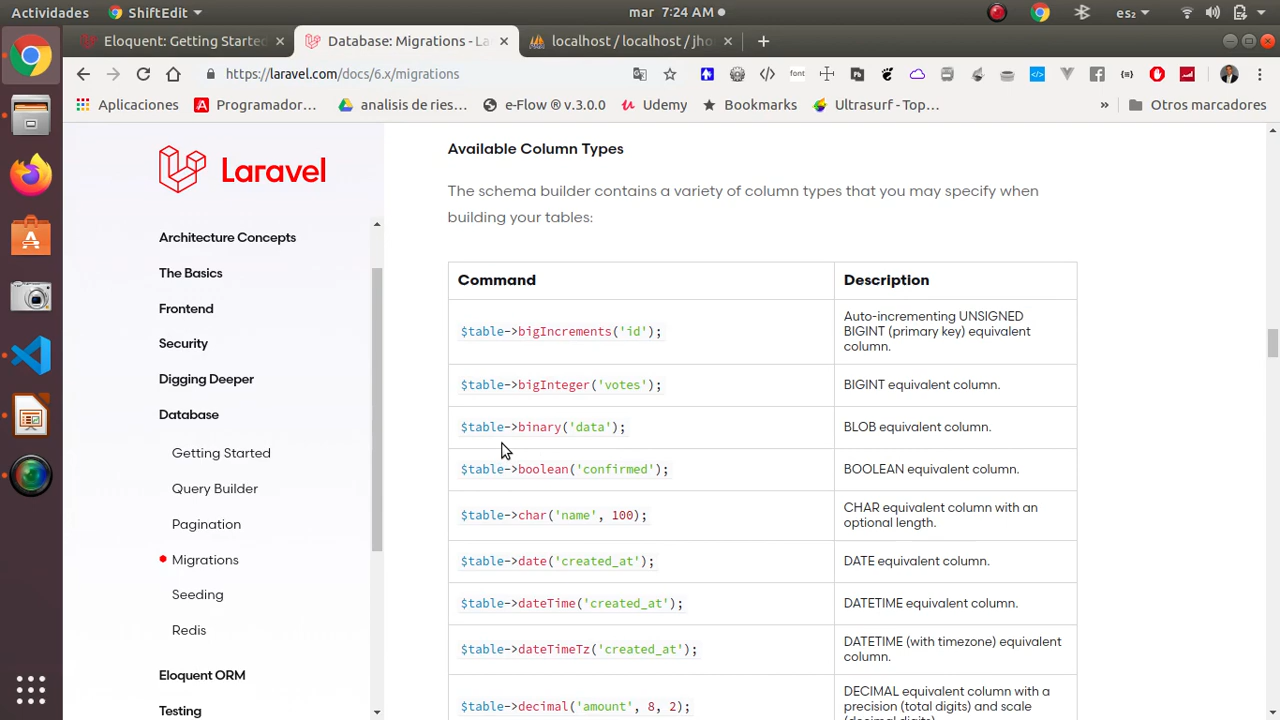 Actividades ShiftEdit mar 7:24 AM es₂
Eloquent: Getting Started Database: Migrations - La localhost / localhost / jho
https://laravel.com/docs/6.x/migrations font
Aplicaciones Programador… analisis de ries… e-Flow ® v.3.0.0 Udemy Bookmarks Ultrasurf - Top… » Otros marcadores
Laravel
Architecture Concepts
The Basics
Frontend
Security
Digging Deeper
Database
Getting Started
Query Builder
Pagination
Migrations
Seeding
Redis
Eloquent ORM
Testing
Available Column Types
The schema builder contains a variety of column types that you may specify when
building your tables:
Command Description
$table->bigIncrements('id'); Auto-incrementing UNSIGNED
BIGINT (primary key) equivalent
column.
$table->bigInteger('votes'); BIGINT equivalent column.
$table->binary('data'); BLOB equivalent column.
$table->boolean('confirmed'); BOOLEAN equivalent column.
$table->char('name', 100); CHAR equivalent column with an
optional length.
$table->date('created_at'); DATE equivalent column.
$table->dateTime('created_at'); DATETIME equivalent column.
$table->dateTimeTz('created_at'); DATETIME (with timezone) equivalent
column.
$table->decimal('amount', 8, 2); DECIMAL equivalent column with a
precision (total digits) and scale
(decimal digits).